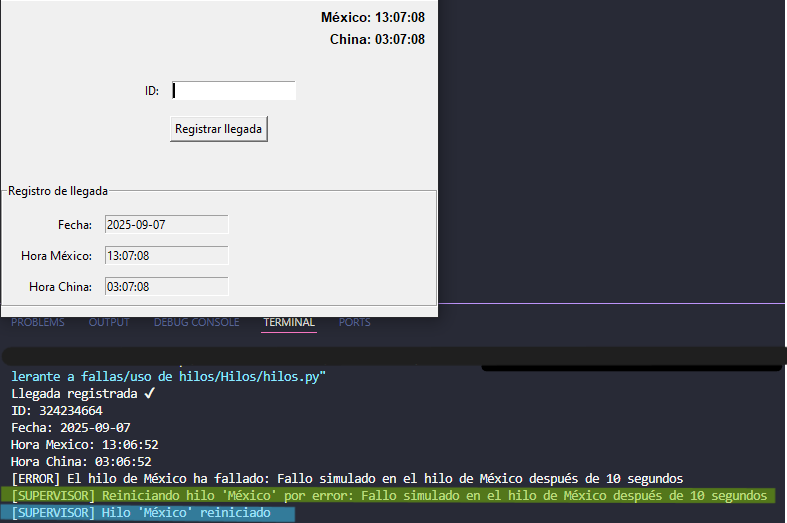 México: 13:07:08
China: 03:07:08
ID:
Registrar llegada
Registro de llegada
Fecha: 2025-09-07
Hora México: 13:07:08
Hora China: 03:07:08
PROBLEMS OUTPUT DEBUG CONSOLE TERMINAL PORTS
lerante a fallas/uso de hilos/Hilos/hilos.py"
Llegada registrada ✔
ID: 324234664
Fecha: 2025-09-07
Hora Mexico: 13:06:52
Hora China: 03:06:52
[ERROR] El hilo de México ha fallado: Fallo simulado en el hilo de México después de 10 segundos
[SUPERVISOR] Reiniciando hilo 'México' por error: Fallo simulado en el hilo de México después de 10 segundos
[SUPERVISOR] Hilo 'México' reiniciado